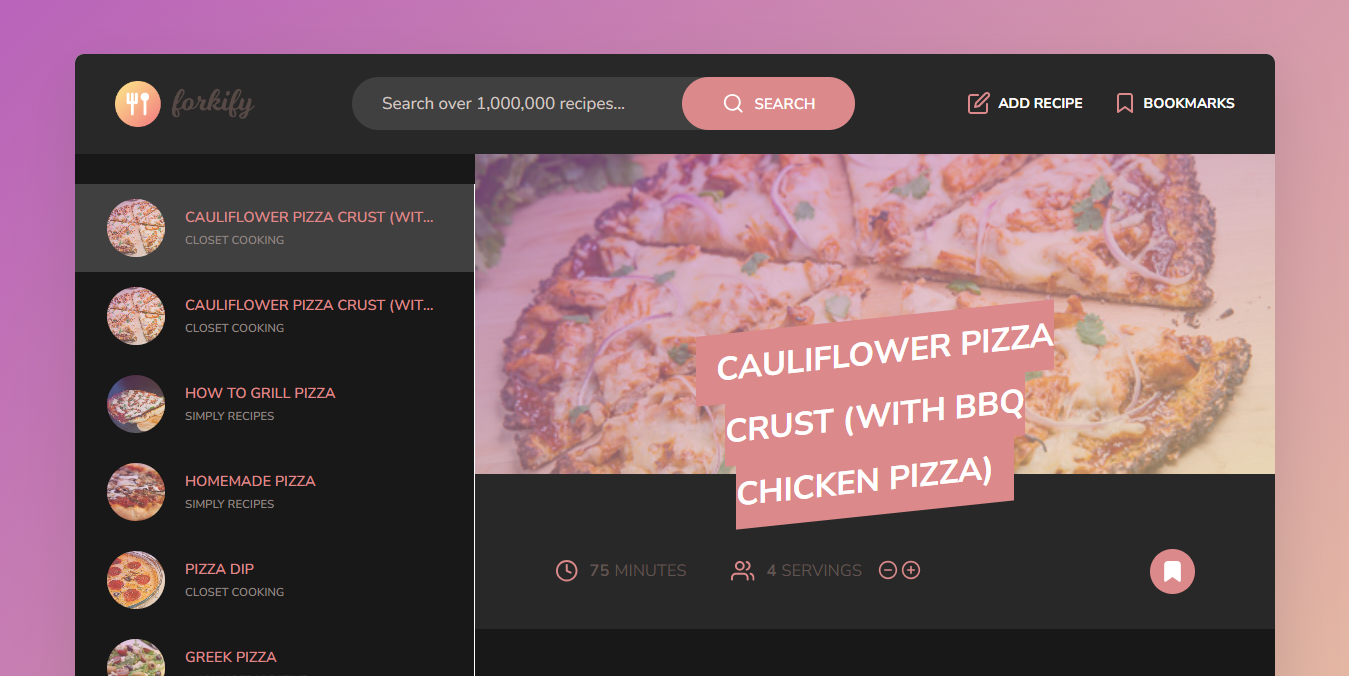 forkify
Search over 1,000,000 recipes...
SEARCH
ADD RECIPE
BOOKMARKS
CAULIFLOWER PIZZA CRUST (WIT...
CLOSET COOKING
CAULIFLOWER PIZZA CRUST (WIT...
CLOSET COOKING
HOW TO GRILL PIZZA
SIMPLY RECIPES
HOMEMADE PIZZA
SIMPLY RECIPES
PIZZA DIP
CLOSET COOKING
GREEK PIZZA
CAULIFLOWER PIZZA
CRUST (WITH BBQ
CHICKEN PIZZA)
75 MINUTES
4 SERVINGS